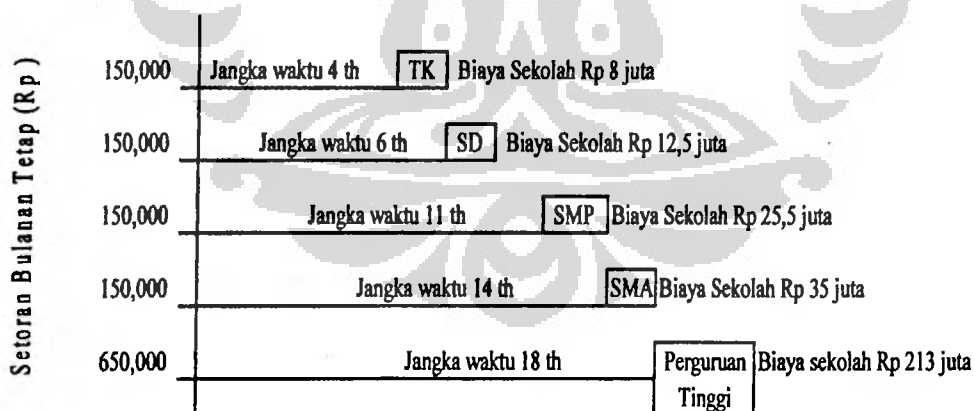 Setoran Bulanan Tetap (Rp)
150,000 Jangka waktu 4 th TK Biaya Sekolah Rp 8 juta
150,000 Jangka waktu 6 th SD Biaya Sekolah Rp 12,5 juta
150,000 Jangka waktu 11 th SMP Biaya Sekolah Rp 25,5 juta
150,000 Jangka waktu 14 th SMA Biaya Sekolah Rp 35 juta
650,000 Jangka waktu 18 th Perguruan Biaya sekolah Rp 213 juta
Tinggi